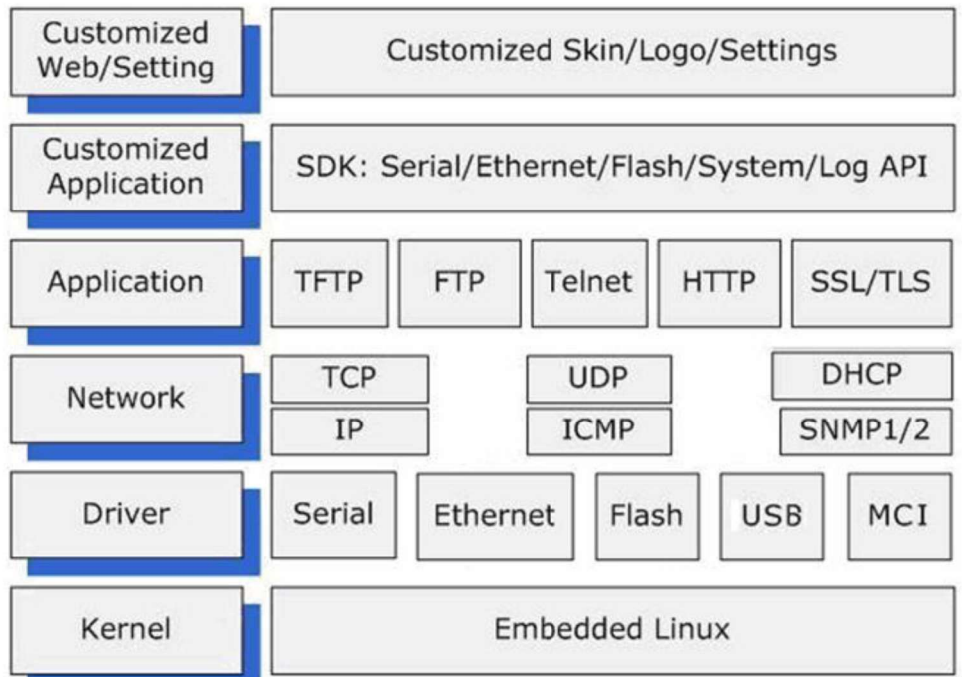 Customized
Web/Setting
Customized Skin/Logo/Settings
Customized
Application
SDK: Serial/Ethernet/Flash/System/Log API
Application
TFTP
FTP
Telnet
HTTP
SSL/TLS
Network
TCP
UDP
DHCP
IP
ICMP
SNMP1/2
Driver
Serial
Ethernet
Flash
USB
MCI
Kernel
Embedded Linux